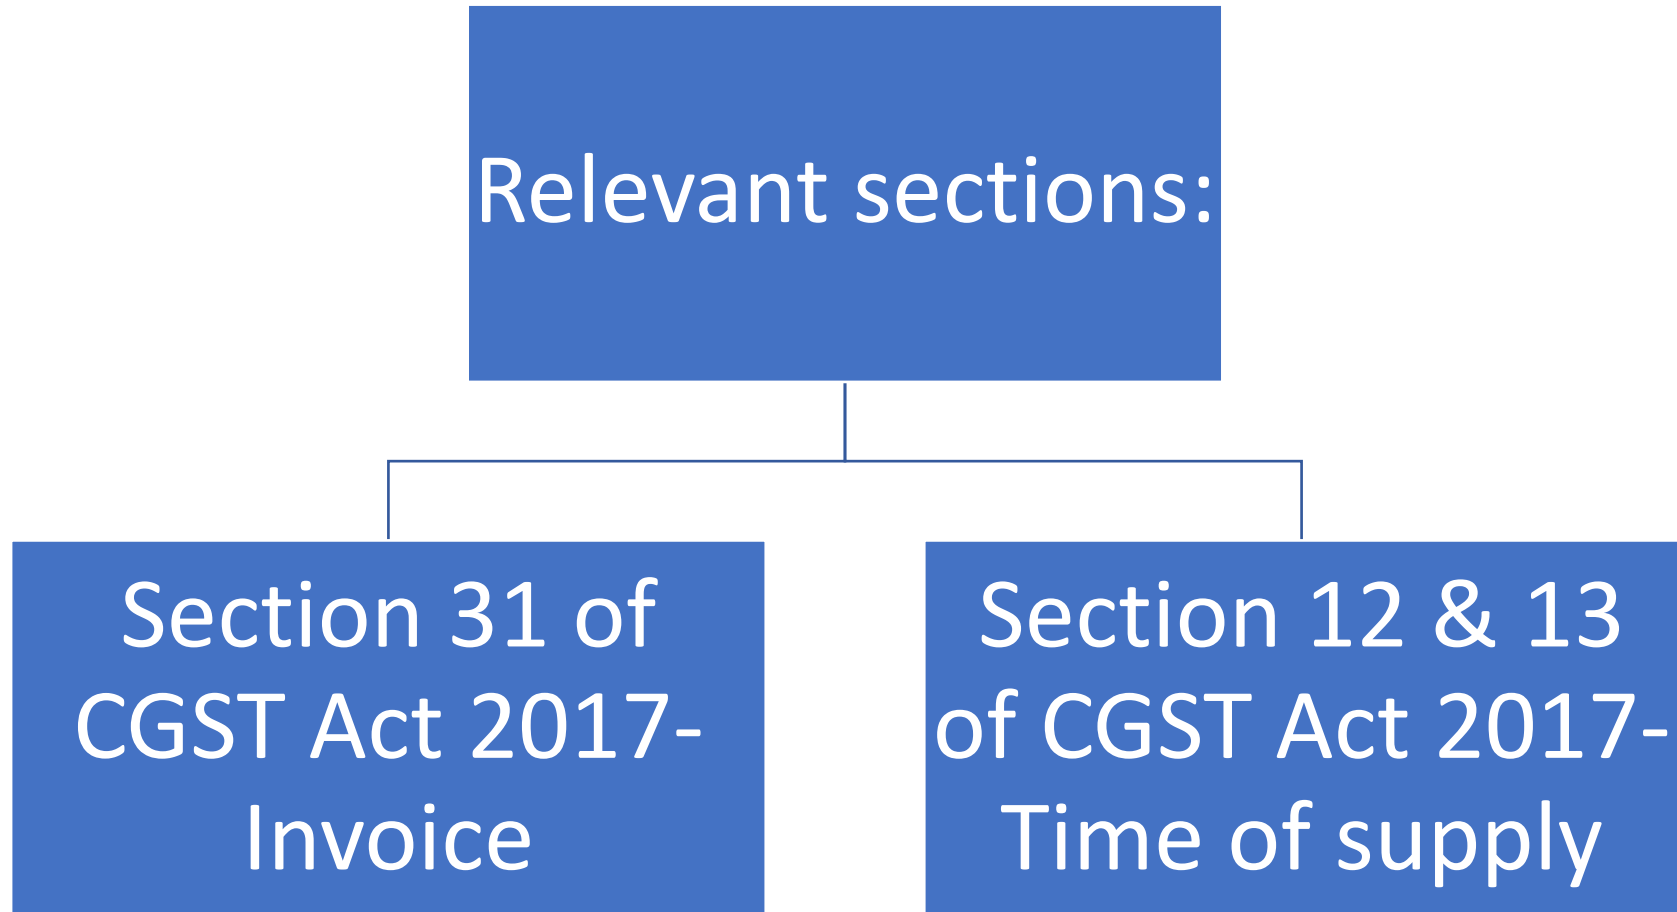 Relevant sections:
Section 31 of
CGST Act 2017-
Invoice
Section 12 & 13
of CGST Act 2017-
Time of supply